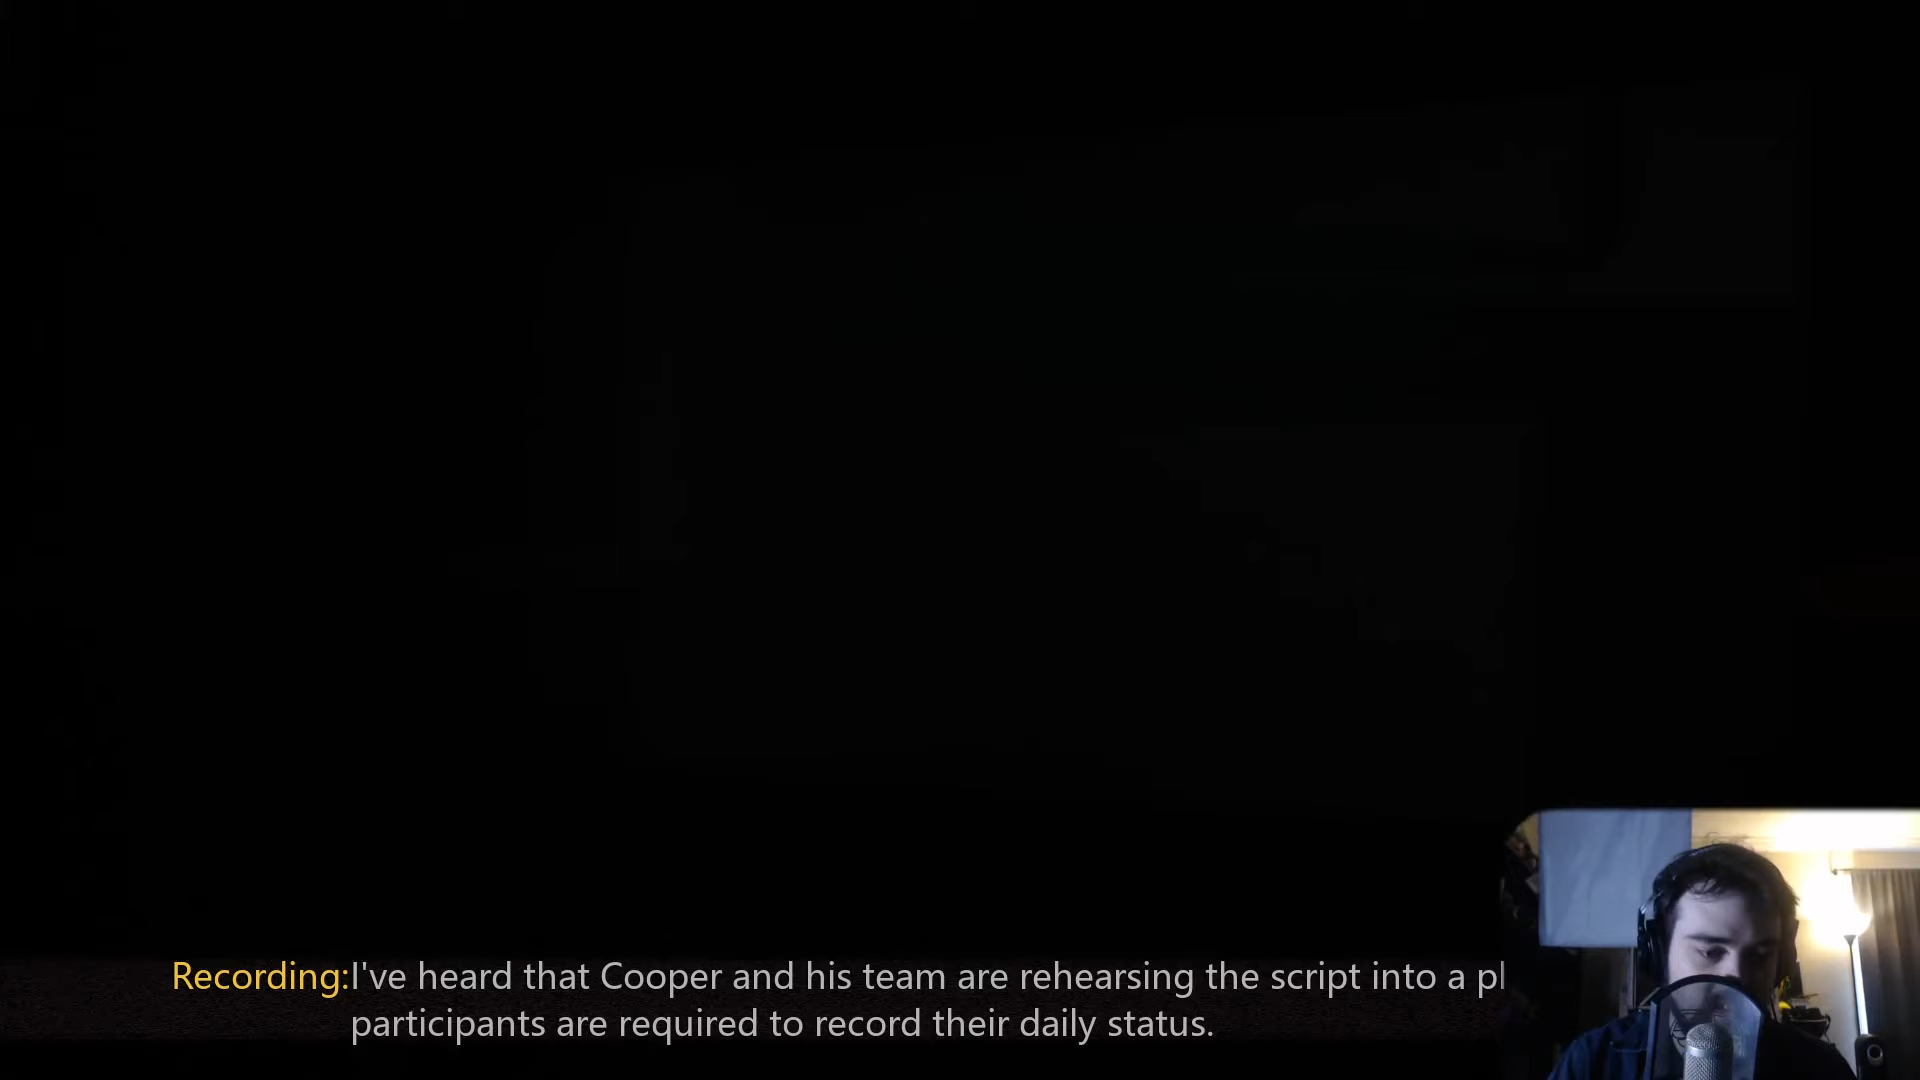 Recording:I've heard that Cooper and his team are rehearsing the script into a
participants are required to record their daily status.